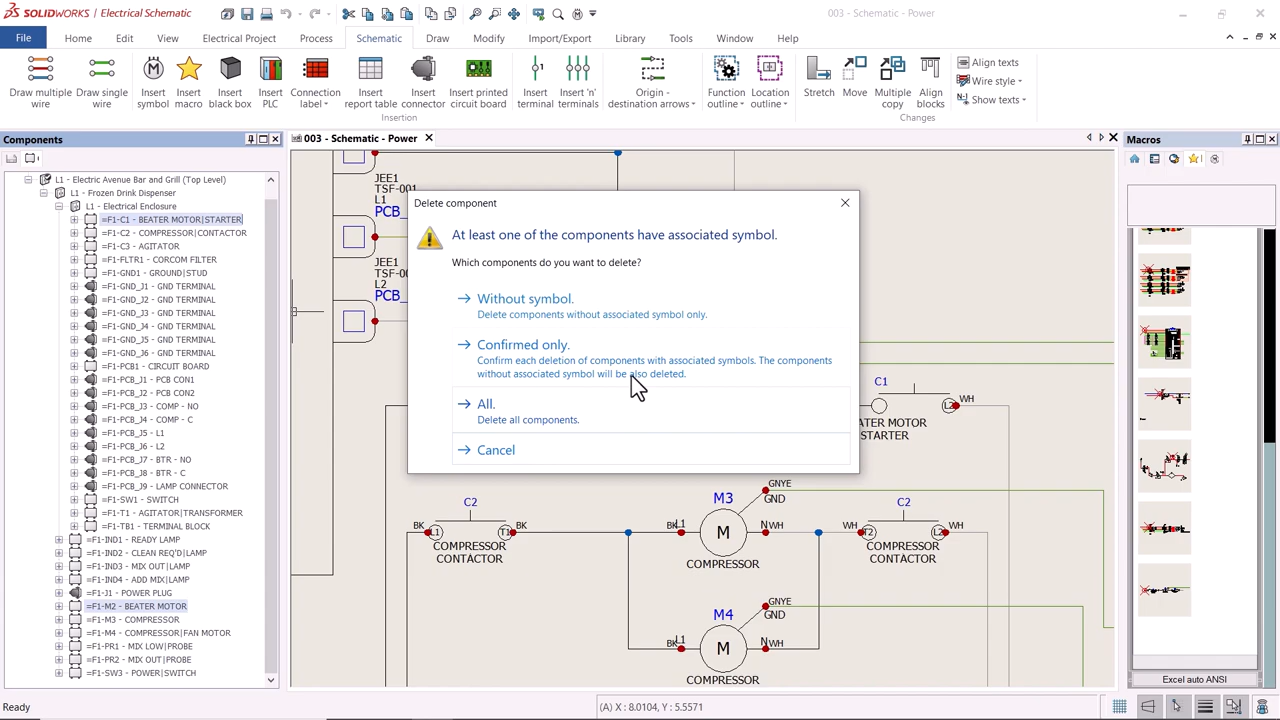 SOLIDWORKS | Electrical Schematic
003 - Schematic - Power
File
Home
Edit
View
Electrical Project
Process
Schematic
Draw
Modify
Import/Export
Library
Tools
Window
Help
Draw multiple wire
Draw single wire
Insert symbol
Insert macro
Insert black box
Insert PLC
Connection label
Insert report table
Insert connector
Insert printed circuit board
Insert terminal
Insert 'n' terminals
Origin - destination arrows
Function outline
Location outline
Stretch
Move
Multiple copy
Align blocks
Align texts
Wire style
Show texts
Insertion
Changes
Components
003 - Schematic - Power
Macros
L1 - Electric Avenue Bar and Grill (Top Level)
L1 - Frozen Drink Dispenser
L1 - Electrical Enclosure
=F1-C1 - BEATER MOTOR|STARTER
=F1-C2 - COMPRESSOR|CONTACTOR
=F1-C3 - AGITATOR
=F1-FLTR1 - CORCOM FILTER
=F1-GND1 - GROUND|STUD
=F1-GND_J1 - GND TERMINAL
=F1-GND_J2 - GND TERMINAL
=F1-GND_J3 - GND TERMINAL
=F1-GND_J4 - GND TERMINAL
=F1-GND_J5 - GND TERMINAL
=F1-GND_J6 - GND TERMINAL
=F1-PCB1 - CIRCUIT BOARD
=F1-PCB_J1 - PCB CON1
=F1-PCB_J2 - PCB CON2
=F1-PCB_J3 - COMP - NO
=F1-PCB_J4 - COMP - C
=F1-PCB_J5 - L1
=F1-PCB_J6 - L2
=F1-PCB_J7 - BTR - NO
=F1-PCB_J8 - BTR - C
=F1-PCB_J9 - LAMP CONNECTOR
=F1-SW1 - SWITCH
=F1-T1 - AGITATOR|TRANSFORMER
=F1-TB1 - TERMINAL BLOCK
=F1-IND1 - READY LAMP
=F1-IND2 - CLEAN REQ'D|LAMP
=F1-IND3 - MIX OUT|LAMP
=F1-IND4 - ADD MIX|LAMP
=F1-J1 - POWER PLUG
=F1-M2 - BEATER MOTOR
=F1-M3 - COMPRESSOR
=F1-M4 - COMPRESSOR|FAN MOTOR
=F1-PR1 - MIX LOW|PROBE
=F1-PR2 - MIX OUT|PROBE
=F1-SW3 - POWER|SWITCH
JEE1
TSF-001
L1
PCB_
JEE1
TSF-00
L2
PCB_
Delete component
At least one of the components have associated symbol.
Which components do you want to delete?
Without symbol.
Delete components without associated symbol only.
Confirmed only.
Confirm each deletion of components with associated symbols. The components
without associated symbol will be also deleted.
All.
Delete all components.
Cancel
C1
L2 WH
ATER MOTOR
STARTER
C2
BK L1 T1 BK
COMPRESSOR
CONTACTOR
M3
GNYE
GND
BK L1 M N WH
COMPRESSOR
C2
WH T2 L2 WH
COMPRESSOR
CONTACTOR
M4
GNYE
GND
BK L1 M N WH
COMPRESSOR
Excel auto ANSI
Ready
(A) X : 8.0104, Y : 5.5571